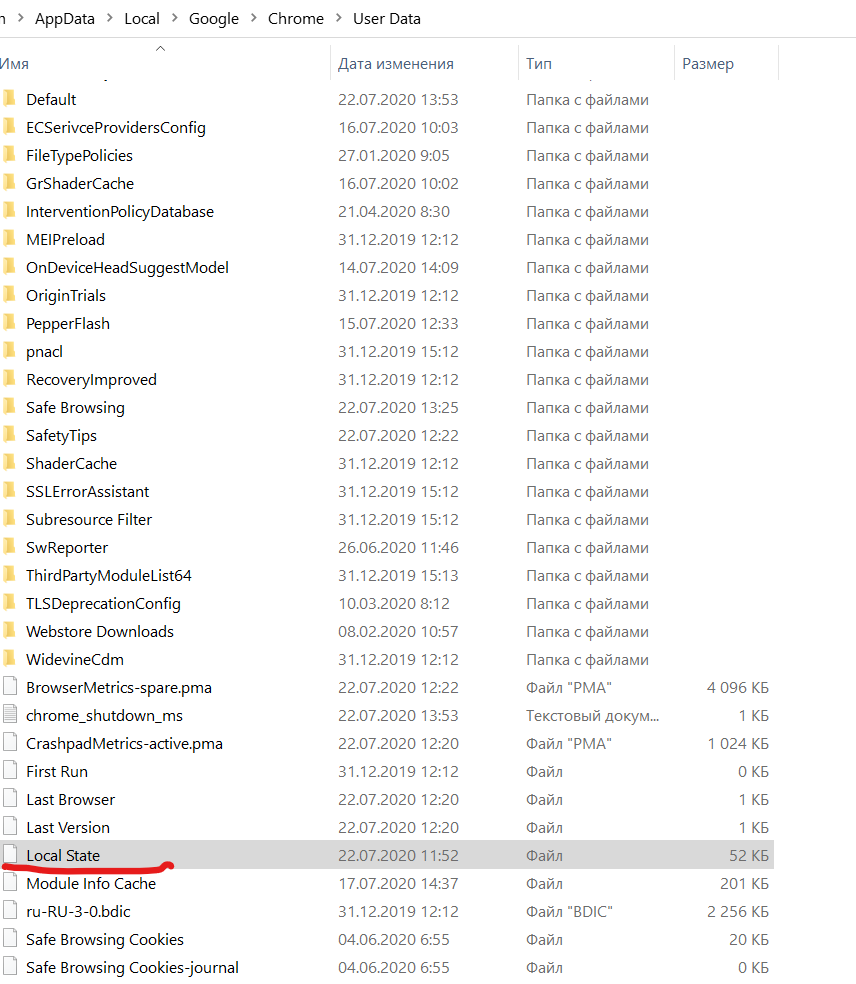 AppData > Local > Google > Chrome > User Data
Имя Дата изменения Тип Размер
Default 22.07.2020 13:53 Папка с файлами
ECSerivceProvidersConfig 16.07.2020 10:03 Папка с файлами
FileTypePolicies 27.01.2020 9:05 Папка с файлами
GrShaderCache 16.07.2020 10:02 Папка с файлами
InterventionPolicyDatabase 21.04.2020 8:30 Папка с файлами
MEIPreload 31.12.2019 12:12 Папка с файлами
OnDeviceHeadSuggestModel 14.07.2020 14:09 Папка с файлами
OriginTrials 31.12.2019 12:12 Папка с файлами
PepperFlash 15.07.2020 12:33 Папка с файлами
pnacl 31.12.2019 15:12 Папка с файлами
RecoveryImproved 31.12.2019 12:12 Папка с файлами
Safe Browsing 22.07.2020 13:25 Папка с файлами
SafetyTips 22.07.2020 12:22 Папка с файлами
ShaderCache 31.12.2019 12:12 Папка с файлами
SSLErrorAssistant 31.12.2019 15:12 Папка с файлами
Subresource Filter 31.12.2019 15:12 Папка с файлами
SwReporter 26.06.2020 11:46 Папка с файлами
ThirdPartyModuleList64 31.12.2019 15:13 Папка с файлами
TLSDeprecationConfig 10.03.2020 8:12 Папка с файлами
Webstore Downloads 08.02.2020 10:57 Папка с файлами
WidevineCdm 31.12.2019 12:12 Папка с файлами
BrowserMetrics-spare.pma 22.07.2020 12:22 Файл "PMA" 4 096 КБ
chrome_shutdown_ms 22.07.2020 13:53 Текстовый докум... 1 КБ
CrashpadMetrics-active.pma 22.07.2020 12:20 Файл "PMA" 1 024 КБ
First Run 31.12.2019 12:12 Файл 0 КБ
Last Browser 22.07.2020 12:20 Файл 1 КБ
Last Version 22.07.2020 12:20 Файл 1 КБ
Local State 22.07.2020 11:52 Файл 52 КБ
Module Info Cache 17.07.2020 14:37 Файл 201 КБ
ru-RU-3-0.bdic 31.12.2019 12:12 Файл "BDIC" 2 256 КБ
Safe Browsing Cookies 04.06.2020 6:55 Файл 20 КБ
Safe Browsing Cookies-journal 04.06.2020 6:55 Файл 0 КБ